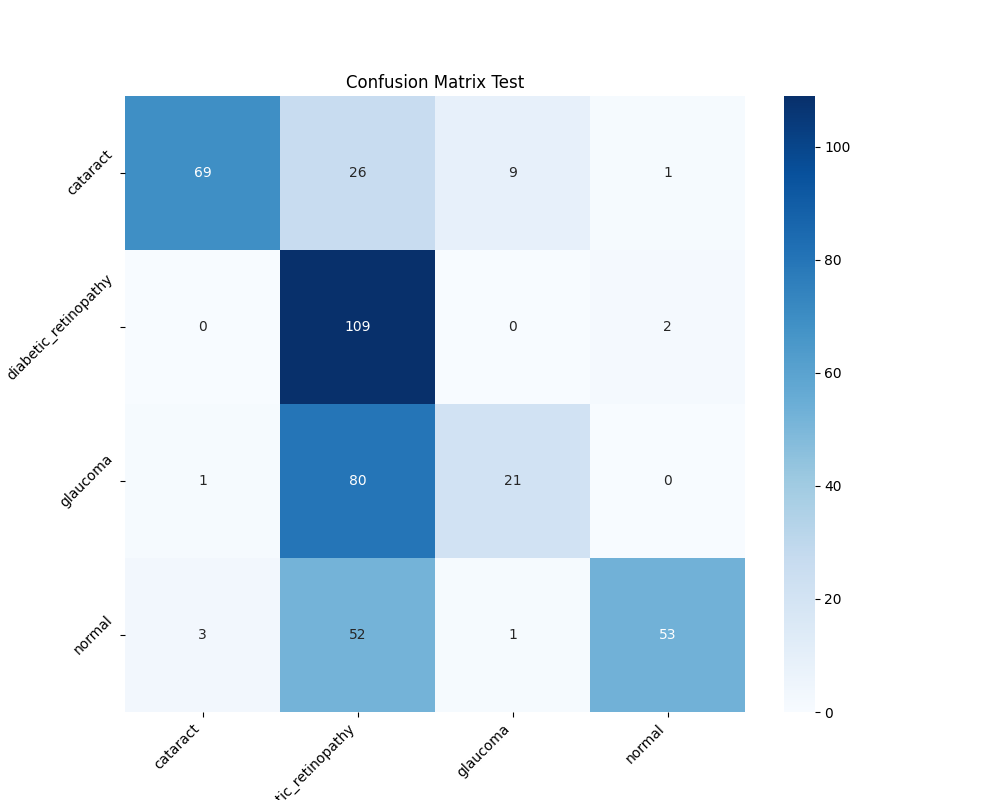 Confusion Matrix Test
cataract
69 26 9 1
diabetic_retinopathy
0 109 0 2
glaucoma
1 80 21 0
normal
3 52 1 53
cataract
tic_retinopathy
glaucoma
normal
100
80
60
40
20
0